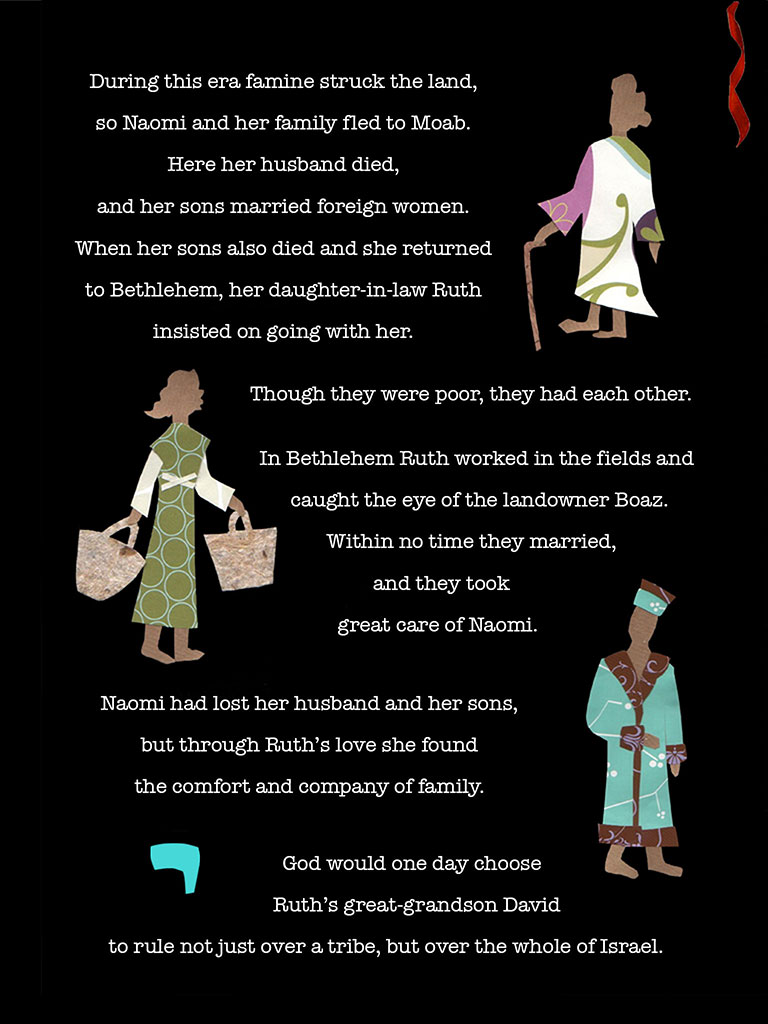 During this era famine struck the land,
so Naomi and her family fled to Moab.
Here her husband died,
and her sons married foreign women.
When her sons also died and she returned
to Bethlehem, her daughter-in-law Ruth
insisted on going with her.
Though they were poor, they had each other.
In Bethlehem Ruth worked in the fields and
caught the eye of the landowner Boaz.
Within no time they married,
and they took
great care of Naomi.
Naomi had lost her husband and her sons,
but through Ruth’s love she found
the comfort and company of family.
י
God would one day choose
Ruth’s great-grandson David
to rule not just over a tribe, but over the whole of Israel.